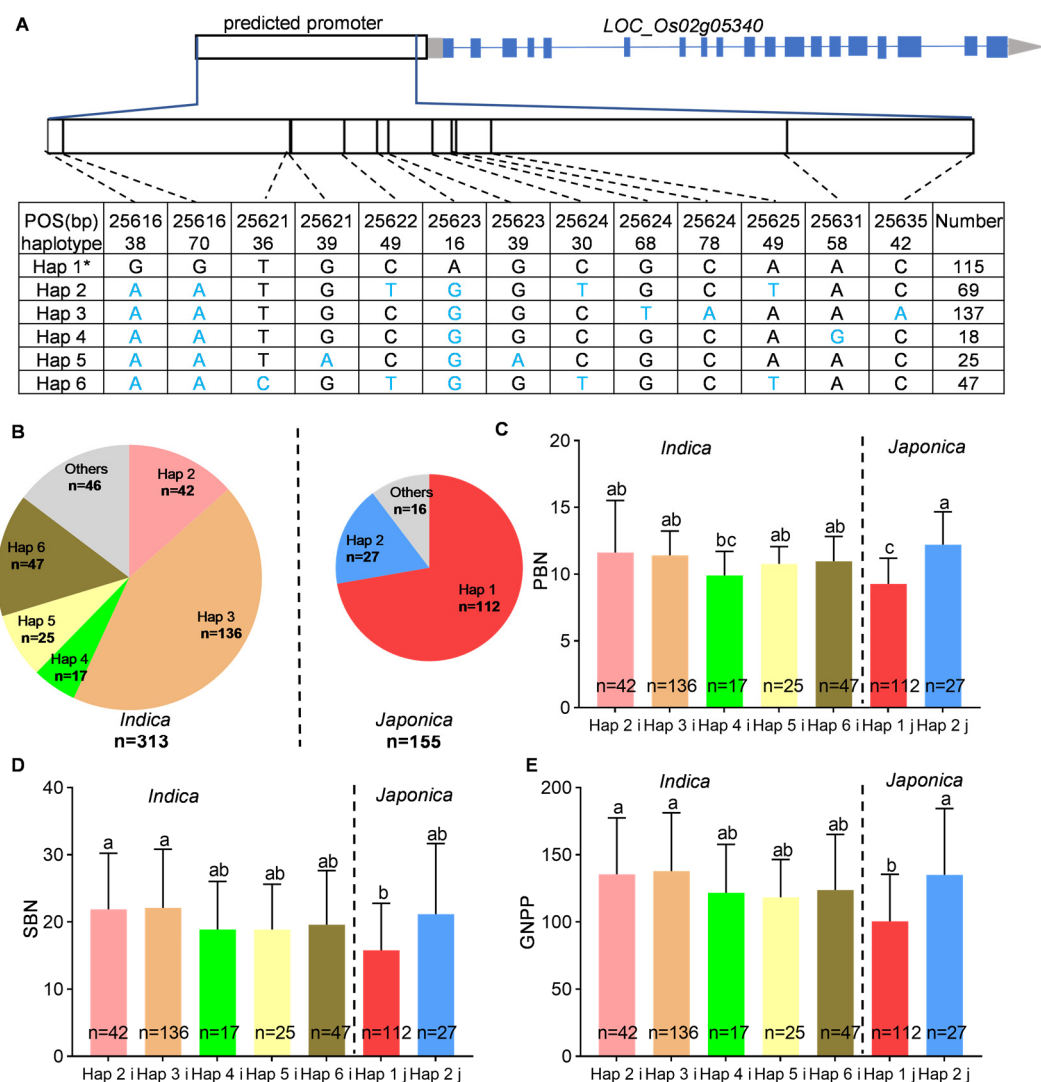 A
predicted promoter
LOC_Os02g05340
POS(bp) 25616 25616 25621 25621 25622 25623 25623 25624 25624 25624 25625 25631 25635 Number
haplotype 38 70 36 39 49 16 39 30 68 78 49 58 42
Hap 1* G G T G C A G C G C A A C 115
Hap 2 A A T G T G G T G C T A C 69
Hap 3 A A T G C G G C T A A A A 137
Hap 4 A A T G C G G C G C A G C 18
Hap 5 A A T A C G A C G C A A C 25
Hap 6 A A C G T G G T G C T A C 47
B
Others
n=46
Hap 2
n=42
Hap 6
n=47
Hap 3
n=136
Hap 5
n=25
Hap 4
n=17
Indica
n=313
Others
n=16
Hap 2
n=27
Hap 1
n=112
Japonica
n=155
C
Indica Japonica
PBN
20
15
10
5
0
ab ab bc ab ab c a
n=42 n=136 n=17 n=25 n=47 n=112 n=27
Hap 2 i Hap 3 i Hap 4 i Hap 5 i Hap 6 i Hap 1 j Hap 2 j
D
Indica Japonica
SBN
40
30
20
10
0
a a ab ab ab b ab
n=42 n=136 n=17 n=25 n=47 n=112 n=27
Hap 2 i Hap 3 i Hap 4 i Hap 5 i Hap 6 i Hap 1 j Hap 2 j
E
Indica Japonica
GNPP
200
150
100
50
0
a a ab ab ab b ab
n=42 n=136 n=17 n=25 n=47 n=112 n=27
Hap 2 i Hap 3 i Hap 4 i Hap 5 i Hap 6 i Hap 1 j Hap 2 j